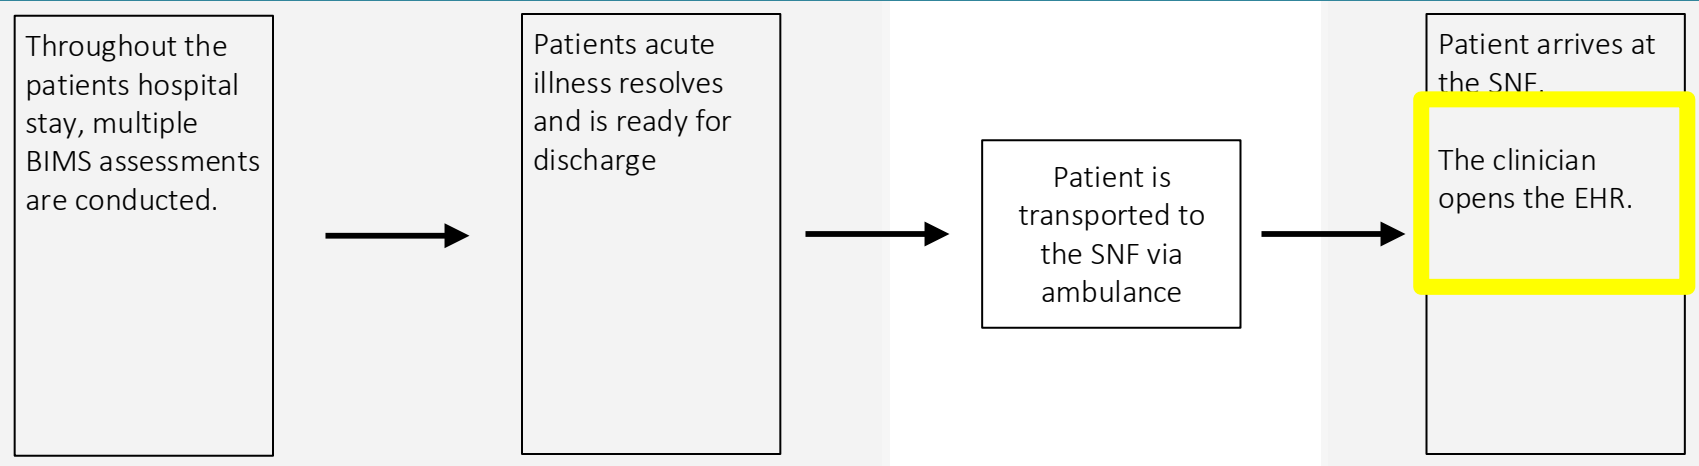 Throughout the
patients hospital
stay, multiple
BIMS assessments
are conducted.
Patients acute
illness resolves
and is ready for
discharge
Patient is
transported to
the SNF via
ambulance
Patient arrives at
the SNF.
The clinician
opens the EHR.